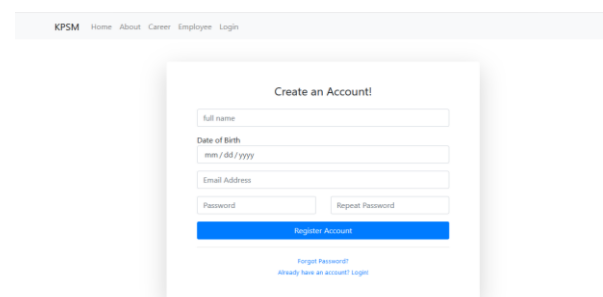 KPSM Home About Career Employee Login
Create an Account!
full name
Date of Birth
mm / dd / yyyy
Email Address
Password Repeat Password
Register Account
Forgot Password?
Already have an account? Login!